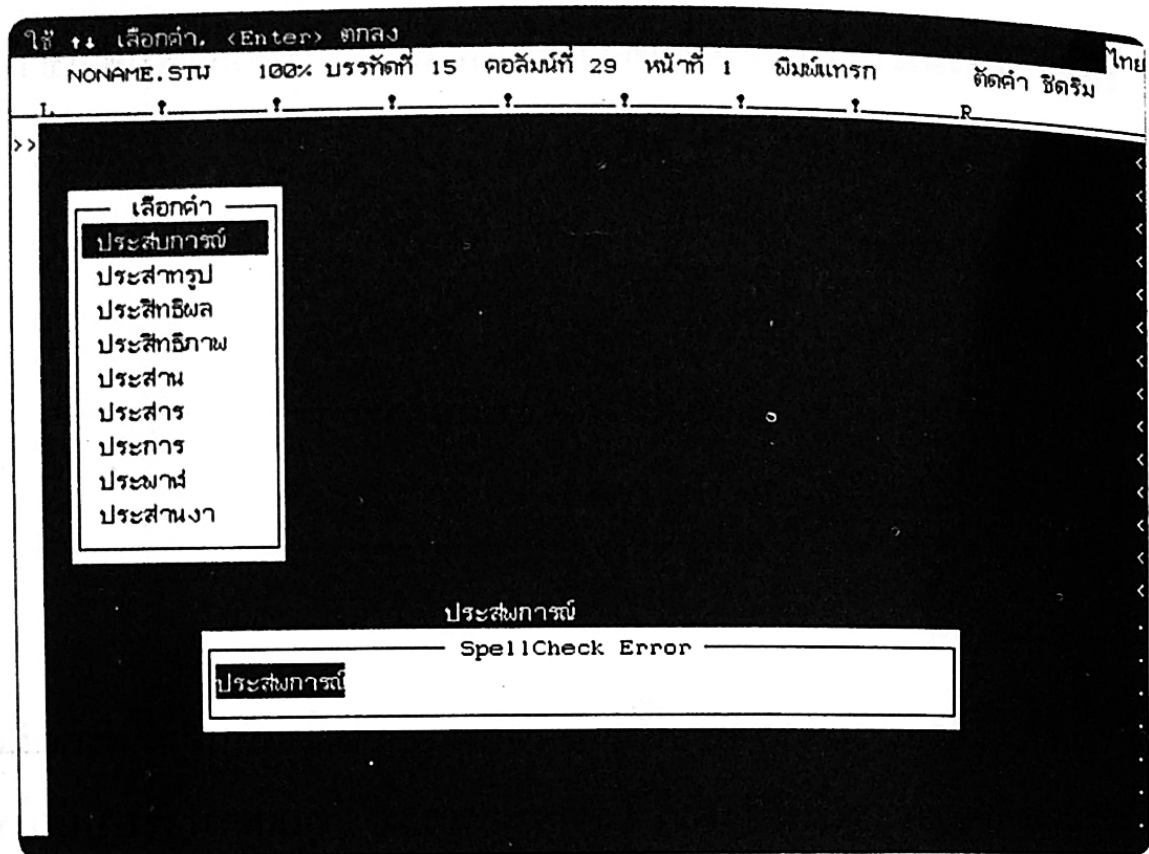 ใช้ ↑↓ เลือกคำ, <Enter> ตกลง
ไทย
NONAME.STW 100% บรรทัดที่ 15 คอลัมน์ที่ 29 หน้าที่ 1 พิมพ์แทรก ตัดคำ ชิดริม
L R
>>
เลือกคำ
ประสบการณ์
ประสาทรูป
ประสิทธิผล
ประสิทธิภาพ
ประสาน
ประสาร
ประการ
ประพาส
ประสานงา
ประสพการณ์
SpellCheck Error
ประสพการณ์